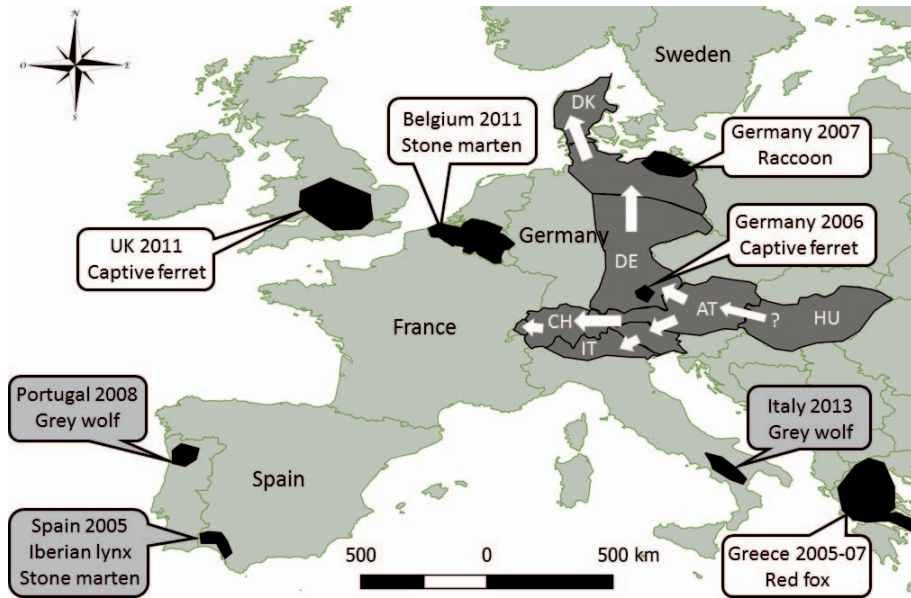 N
O
E
S
Sweden
DK
Belgium 2011
Stone marten
Germany 2007
Raccoon
UK 2011
Captive ferret
Germany
Germany 2006
Captive ferret
DE
AT
?
HU
CH
IT
France
Portugal 2008
Grey wolf
Italy 2013
Grey wolf
Spain
Spain 2005
Iberian lynx
Stone marten
500
0
500 km
Greece 2005-07
Red fox